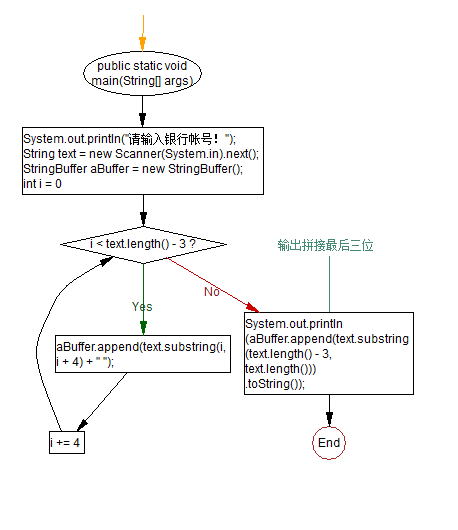 public static void
main(String[] args)
System.out.println("请输入银行帐号！");
String text = new Scanner(System.in).next();
StringBuffer aBuffer = new StringBuffer();
int i = 0
i < text.length() - 3 ?
输出拼接最后三位
No
Yes
System.out.println
(aBuffer.append(text.substring
(text.length() - 3,
text.length()))
.toString());
aBuffer.append(text.substring(i,
i + 4) + " ");
i += 4
End